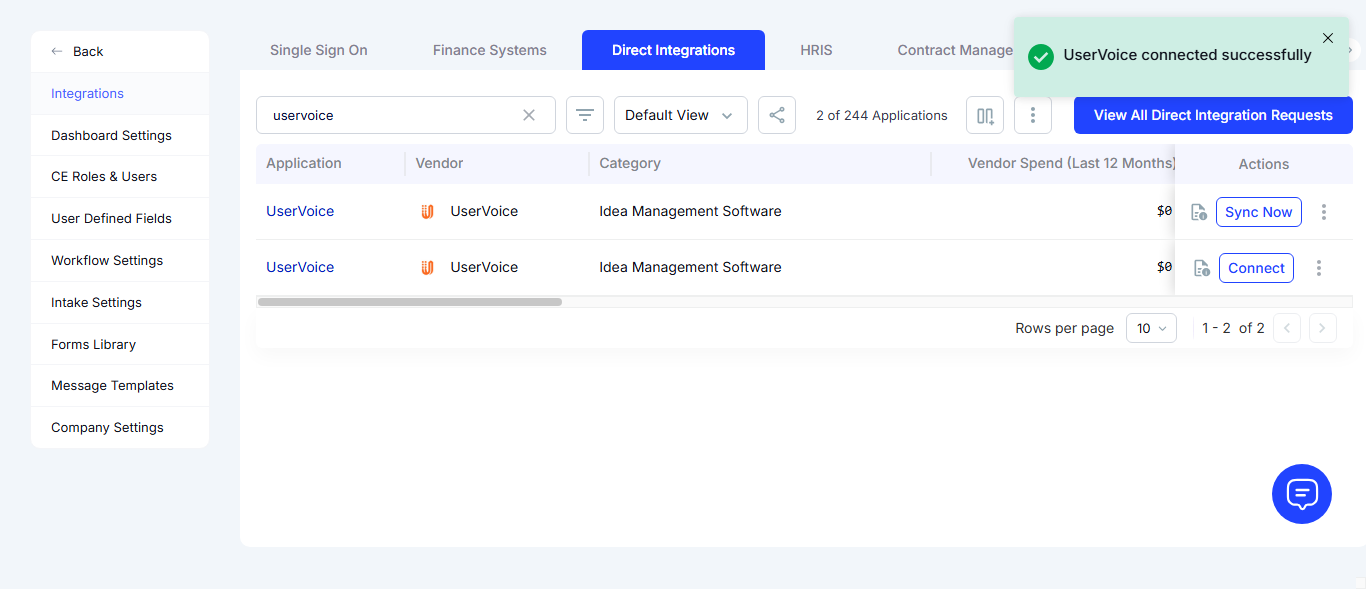 Back
Integrations
Dashboard Settings
CE Roles & Users
User Defined Fields
Workflow Settings
Intake Settings
Forms Library
Message Templates
Company Settings
Single Sign On Finance Systems Direct Integrations HRIS Contract Manage
UserVoice connected successfully
uservoice Default View 2 of 244 Applications View All Direct Integration Requests
Application Vendor Category Vendor Spend (Last 12 Months) Actions
UserVoice UserVoice Idea Management Software $0 Sync Now
UserVoice UserVoice Idea Management Software $0 Connect
Rows per page 10 1 - 2 of 2